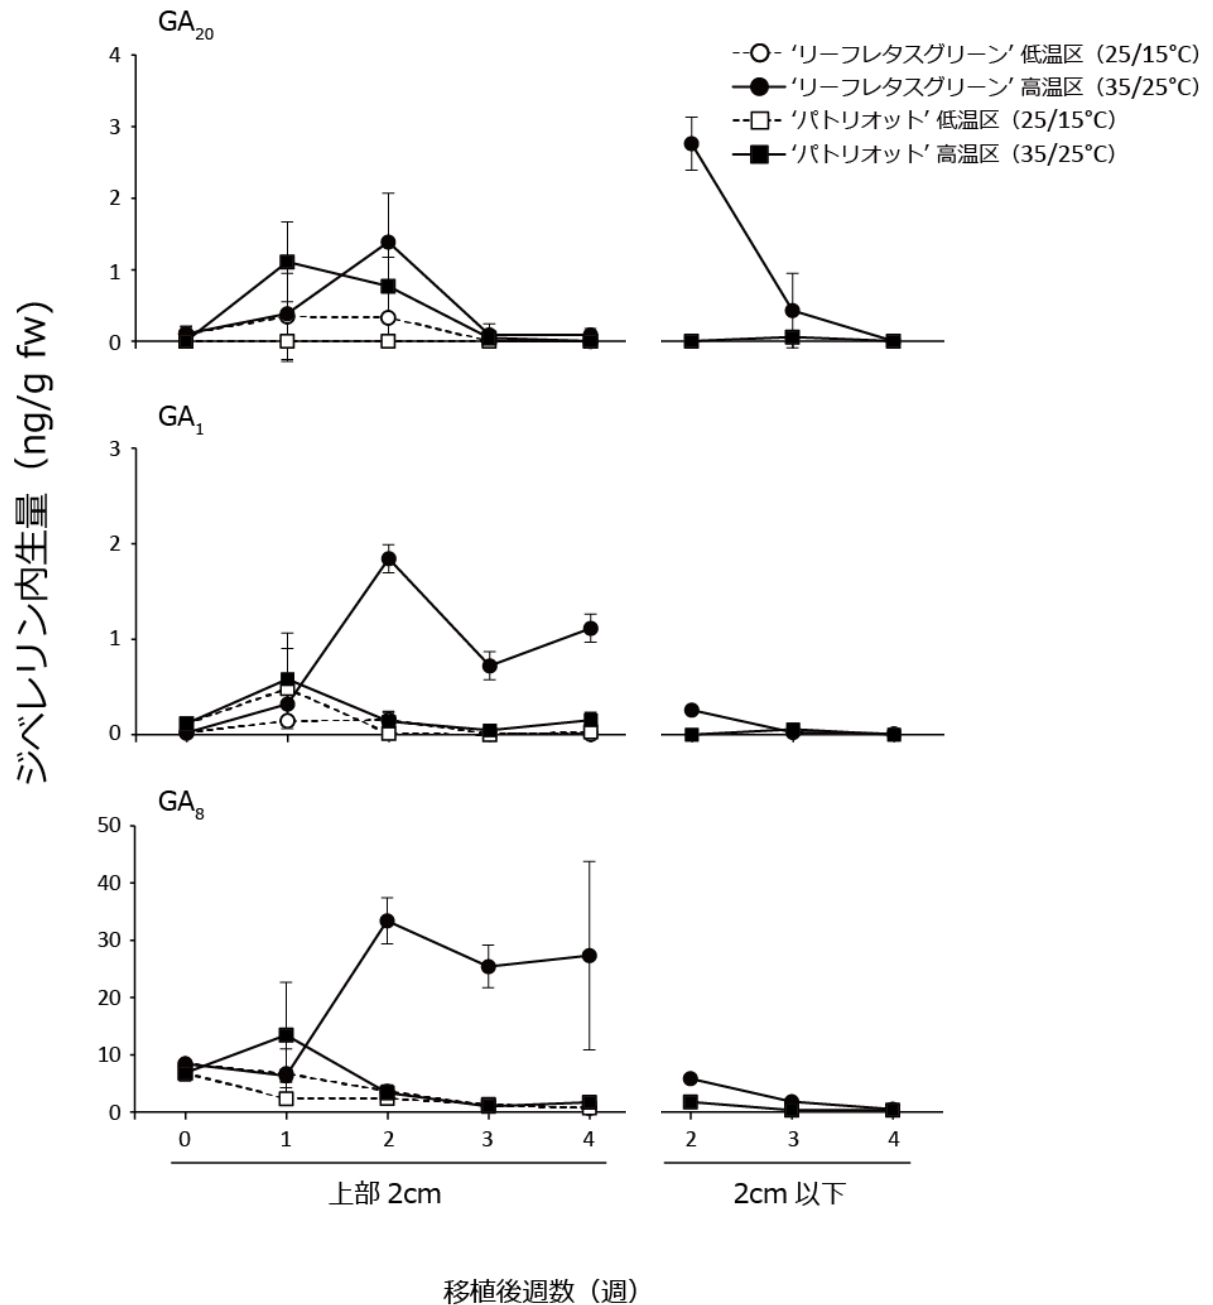 GA20
‘リーフレタスグリーン’ 低温区（25/15°C）
‘リーフレタスグリーン’ 高温区（35/25°C）
‘パトリオット’ 低温区（25/15°C）
‘パトリオット’ 高温区（35/25°C）
4
3
2
1
0
ジベレリン内生量（ng/g fw）
GA1
3
2
1
0
GA8
50
40
30
20
10
0
0 1 2 3 4 2 3 4
上部 2cm 2cm 以下
移植後週数（週）